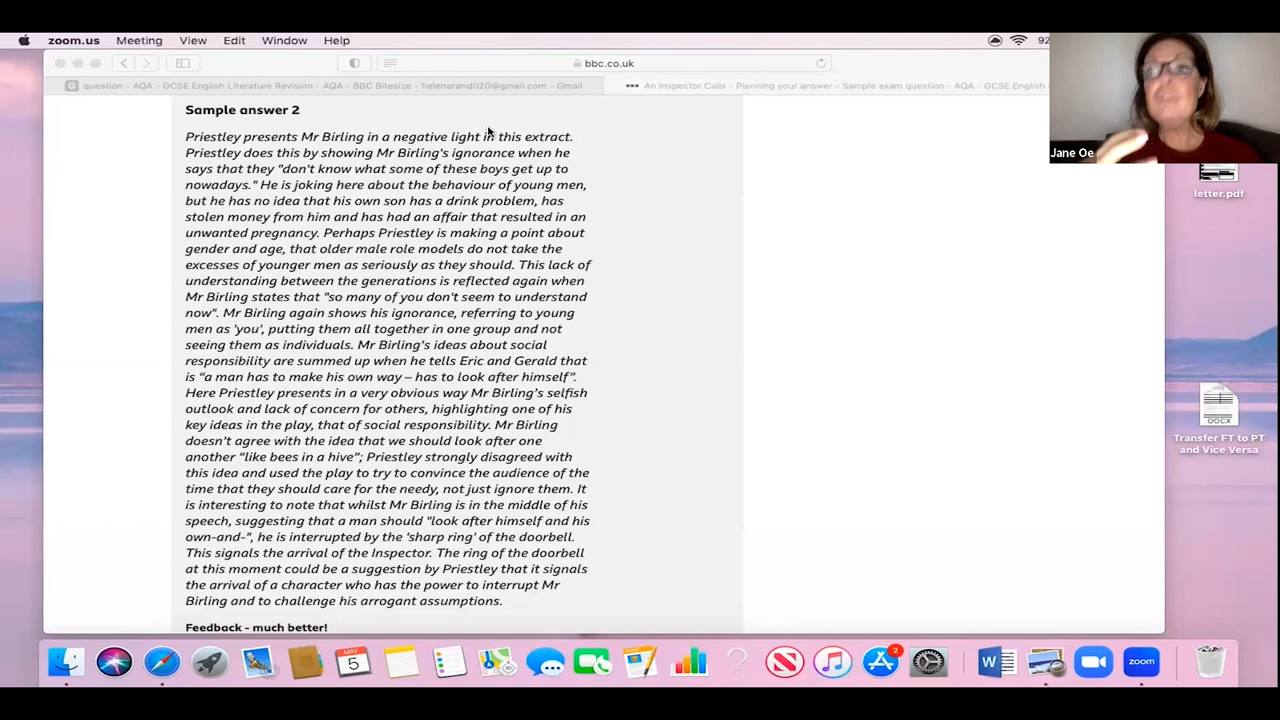 zoom.us Meeting View Edit Window Help
92
bbc.co.uk
question – AQA - GCSE English Literature Revision - AQA - BBC Bitesize - helenarand020@gmail.com - Gmail
An Inspector Calls – Planning your answer – Sample exam question - AQA - GCSE English
Sample answer 2
Priestley presents Mr Birling in a negative light in this extract.
Priestley does this by showing Mr Birling's ignorance when he
says that they "don't know what some of these boys get up to
nowadays." He is joking here about the behaviour of young men,
but he has no idea that his own son has a drink problem, has
stolen money from him and has had an affair that resulted in an
unwanted pregnancy. Perhaps Priestley is making a point about
gender and age, that older male role models do not take the
excesses of younger men as seriously as they should. This lack of
understanding between the generations is reflected again when
Mr Birling states that "so many of you don't seem to understand
now". Mr Birling again shows his ignorance, referring to young
men as 'you', putting them all together in one group and not
seeing them as individuals. Mr Birling's ideas about social
responsibility are summed up when he tells Eric and Gerald that
is “a man has to make his own way – has to look after himself”.
Here Priestley presents in a very obvious way Mr Birling's selfish
outlook and lack of concern for others, highlighting one of his
key ideas in the play, that of social responsibility. Mr Birling
doesn't agree with the idea that we should look after one
another “like bees in a hive”; Priestley strongly disagreed with
this idea and used the play to try to convince the audience of the
time that they should care for the needy, not just ignore them. It
is interesting to note that whilst Mr Birling is in the middle of his
speech, suggesting that a man should "look after himself and his
own-and-", he is interrupted by the ‘sharp ring’ of the doorbell.
This signals the arrival of the Inspector. The ring of the doorbell
at this moment could be a suggestion by Priestley that it signals
the arrival of a character who has the power to interrupt Mr
Birling and to challenge his arrogant assumptions.
Feedback - much better!
Jane Oe
letter.pdf
DOCX
Transfer FT to PT
and Vice Versa
MAY
5
2
W
zoom